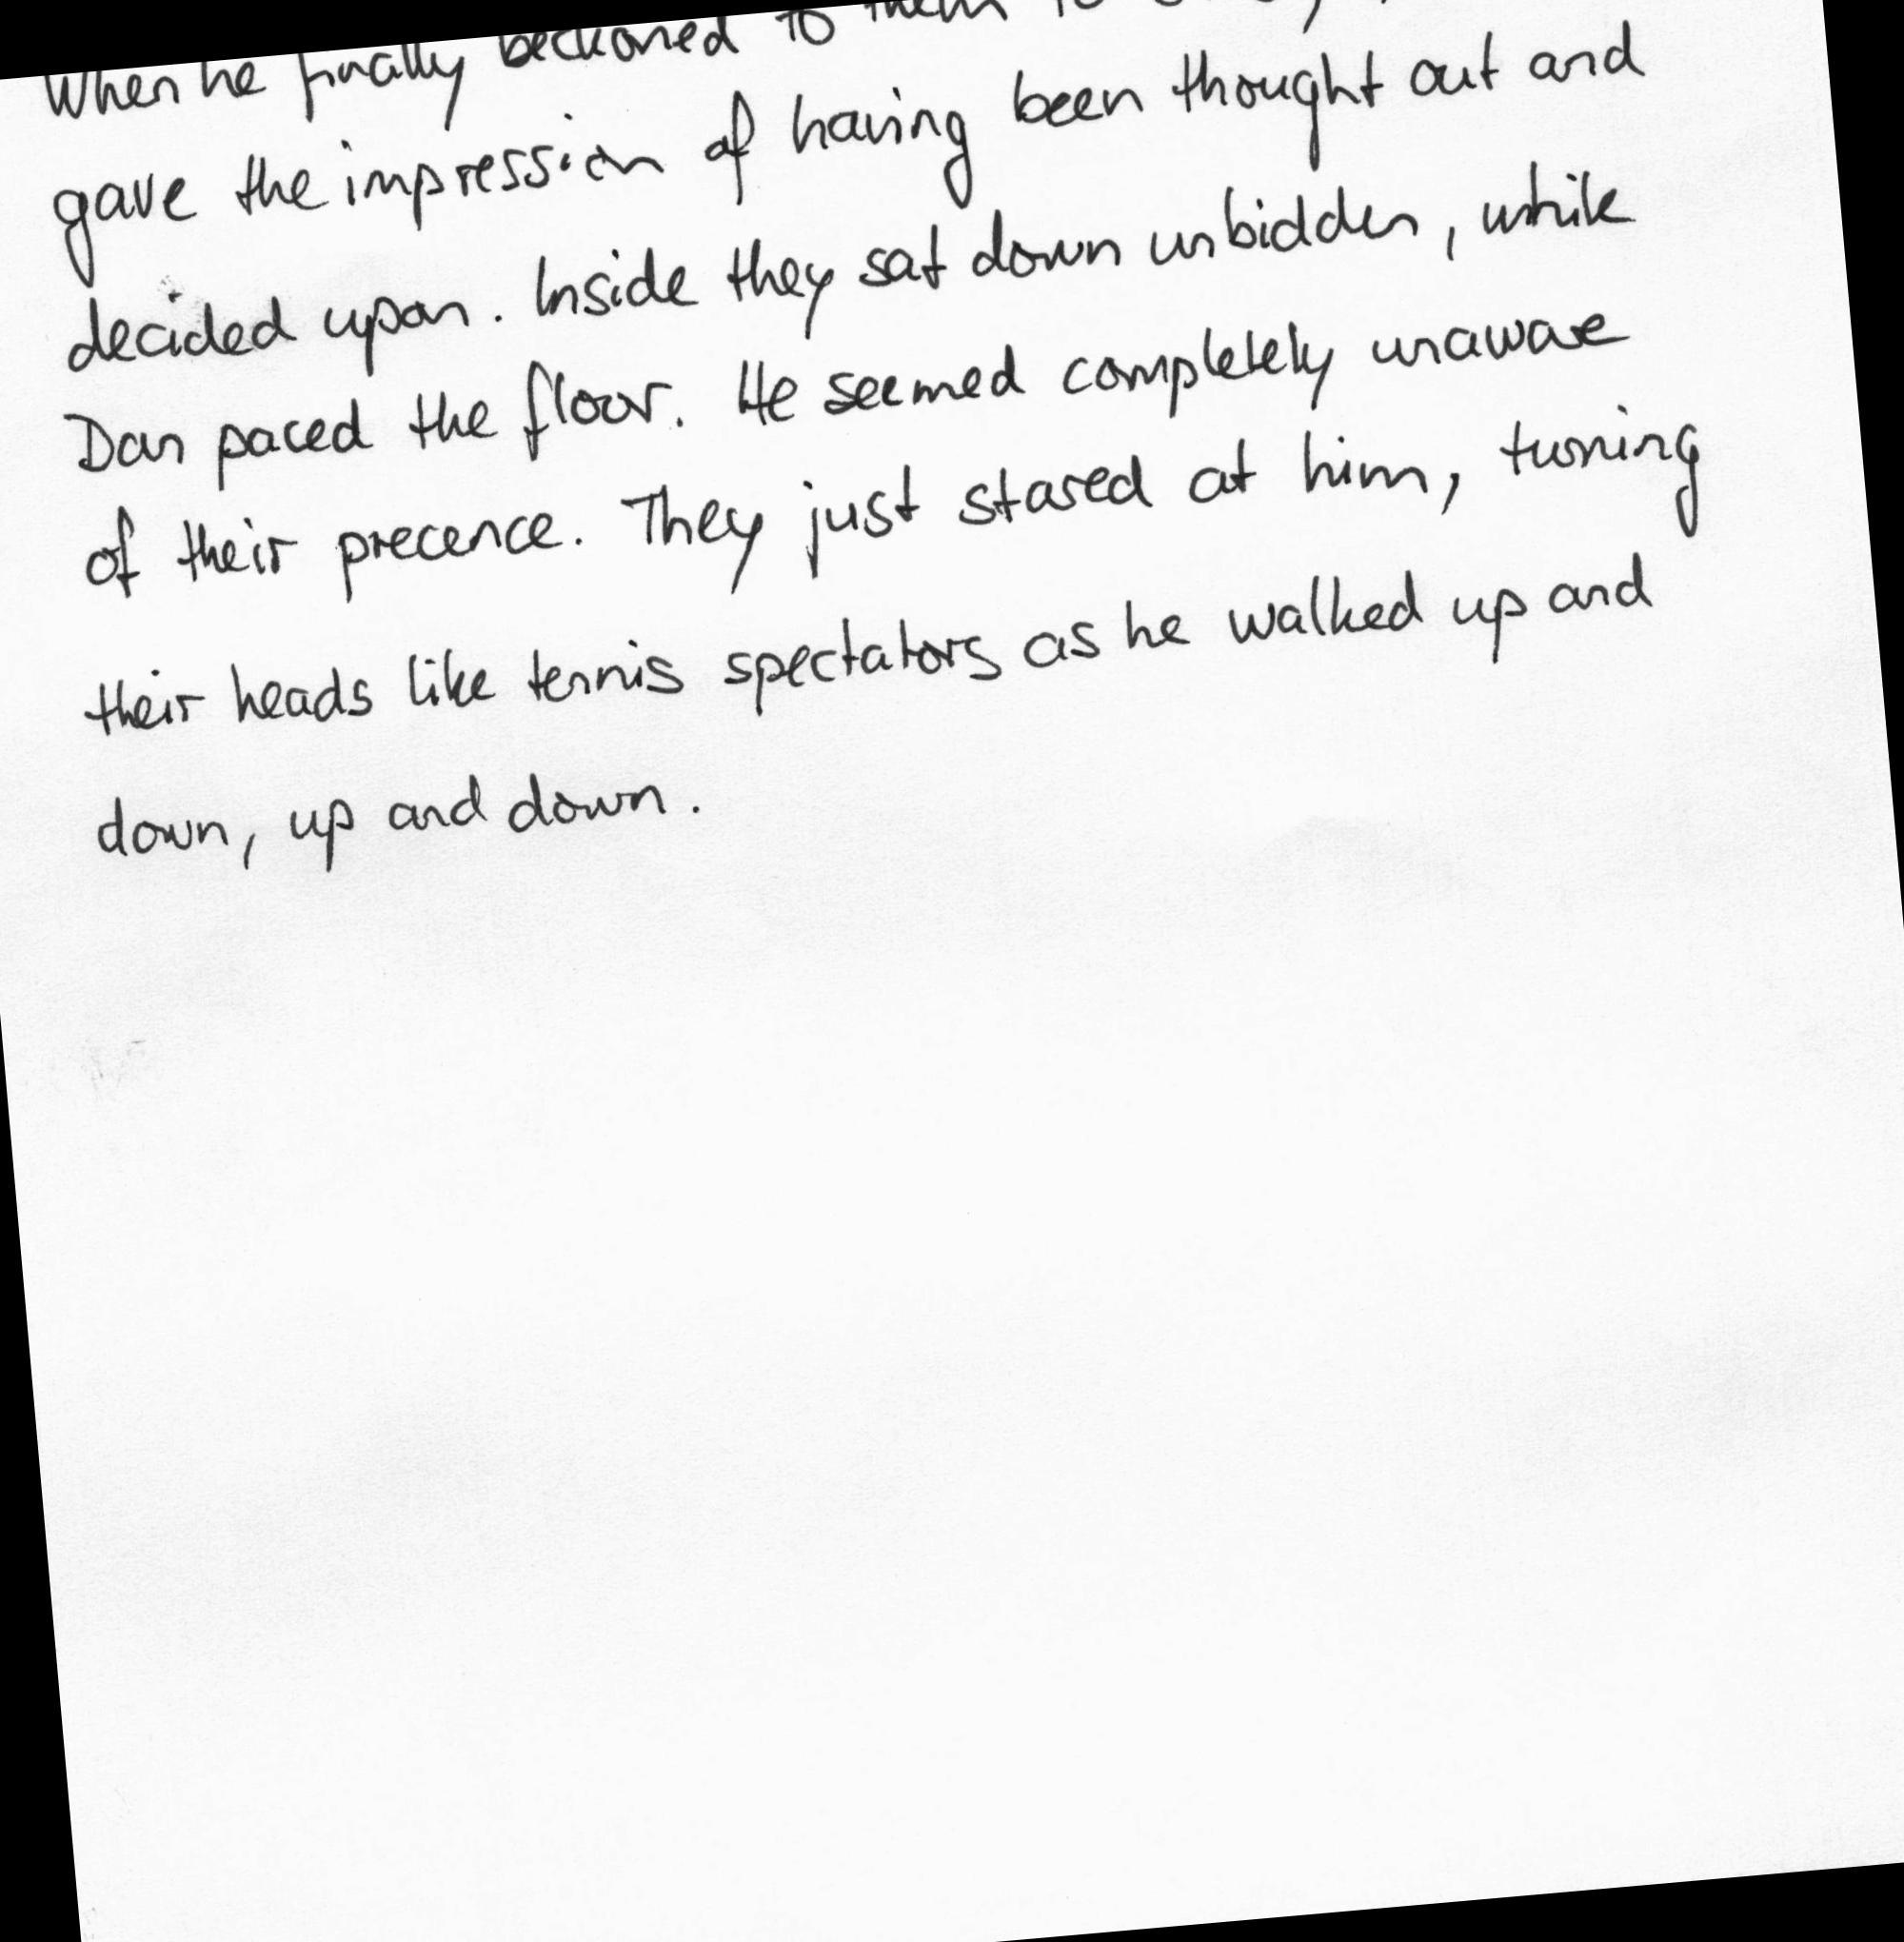 When he finally beckoned to them to
gave the impression of having been thought out and
decided upon. Inside they sat down unbidden, while
Dan paced the floor. He seemed completely unaware
of their precence. They just stared at him, turning
their heads like tennis spectators as he walked up and
down, up and down.